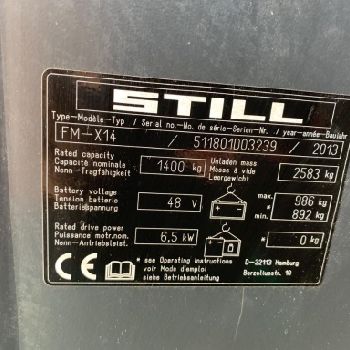 STILL
Type-Modèle-Typ / Serial no.-No. de série-Serien-Nr. / year-année-Baujahr
FM-X14 / 511801003239 / 2013
Rated capacity
Capacité nominale
Nenn-Tragfähigkeit
1400 kg
Unladen mass
Masse à vide
Leergewicht
2583 kg
Battery voltage
Tension batterie
Batteriespannung
48 V
max. 986 kg
min. 892 kg
Rated drive power
Puissance motr.nom.
Nenn-Antriebsleist.
6,5 kW
* 0 kg
CE
* see Operating instructions
voir Mode d'emploi
siehe Betriebsanleitung
D-22113 Hamburg
Berzeliusstr. 10